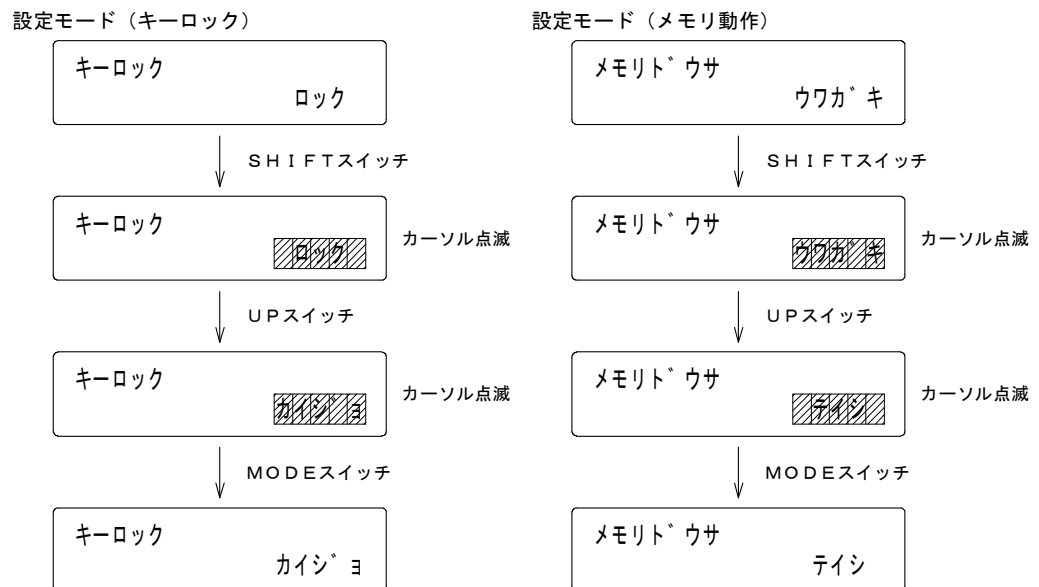 設定モード（キーロック）
キーロック
ロック
ＳＨＩＦＴスイッチ
キーロック
ロック
カーソル点滅
ＵＰスイッチ
キーロック
カイシ゛ョ
カーソル点滅
ＭＯＤＥスイッチ
キーロック
カイシ゛ョ
設定モード（メモリ動作）
メモリト゛ウサ
ウワカ゛キ
ＳＨＩＦＴスイッチ
メモリト゛ウサ
ウワカ゛キ
カーソル点滅
ＵＰスイッチ
メモリト゛ウサ
テイシ
カーソル点滅
ＭＯＤＥスイッチ
メモリト゛ウサ
テイシ